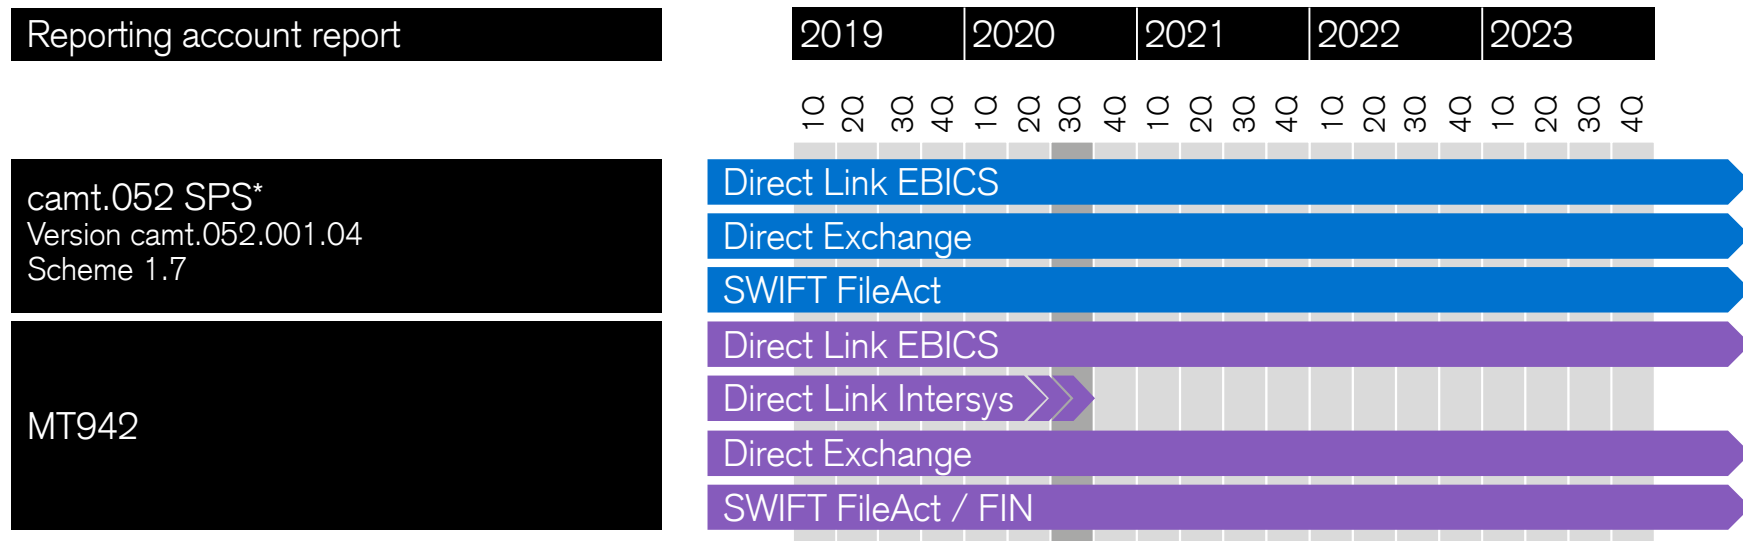 Reporting account report
2019 2020 2021 2022 2023
1Q 2Q 3Q 4Q 1Q 2Q 3Q 4Q 1Q 2Q 3Q 4Q 1Q 2Q 3Q 4Q 1Q 2Q 3Q 4Q
camt.052 SPS*
Version camt.052.001.04
Scheme 1.7
Direct Link EBICS
Direct Exchange
SWIFT FileAct
MT942
Direct Link EBICS
Direct Link Intersys
Direct Exchange
SWIFT FileAct / FIN